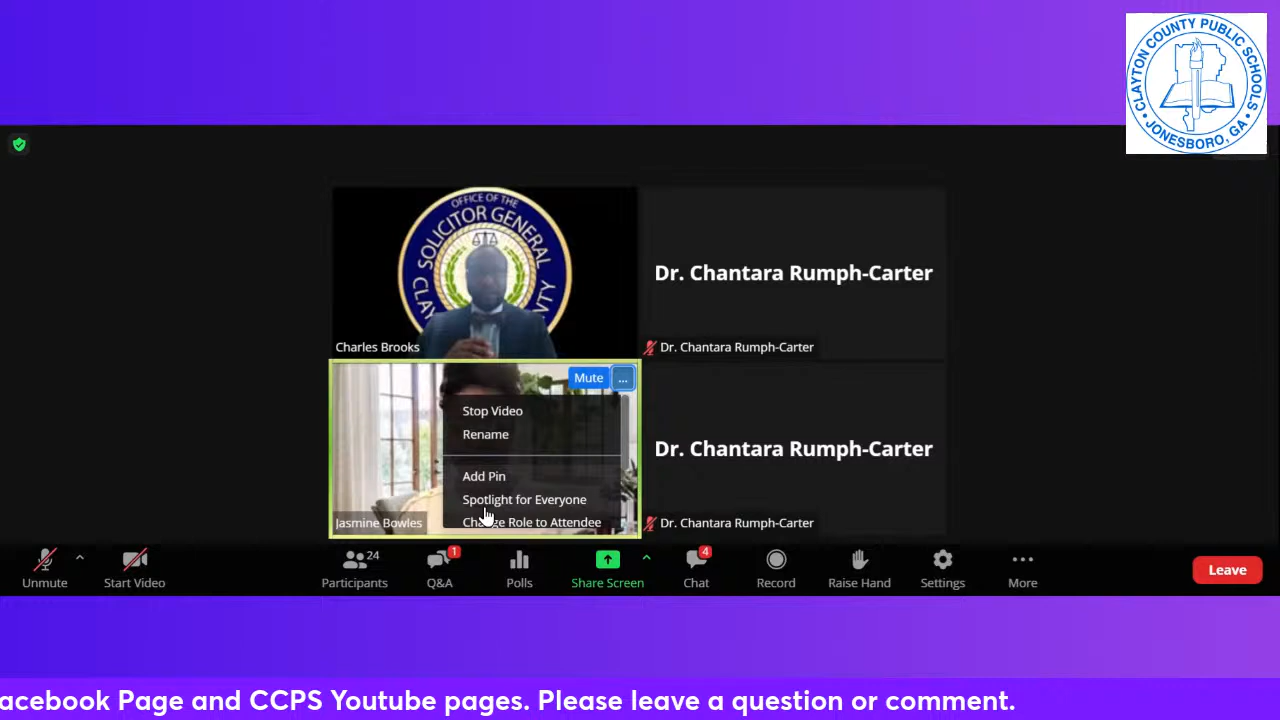 CLAYTON COUNTY PUBLIC SCHOOLS
• JONESBORO, GA •
OFFICE OF THE
SOLICITOR GENERAL
Charles Brooks
Dr. Chantara Rumph-Carter
Dr. Chantara Rumph-Carter
Mute
...
Stop Video
Rename
Add Pin
Spotlight for Everyone
Change Role to Attendee
Jasmine Bowles
Dr. Chantara Rumph-Carter
Dr. Chantara Rumph-Carter
24
1
4
Unmute
Start Video
Participants
Q&A
Polls
Share Screen
Chat
Record
Raise Hand
Settings
More
Leave
acebook Page and CCPS Youtube pages. Please leave a question or comment.